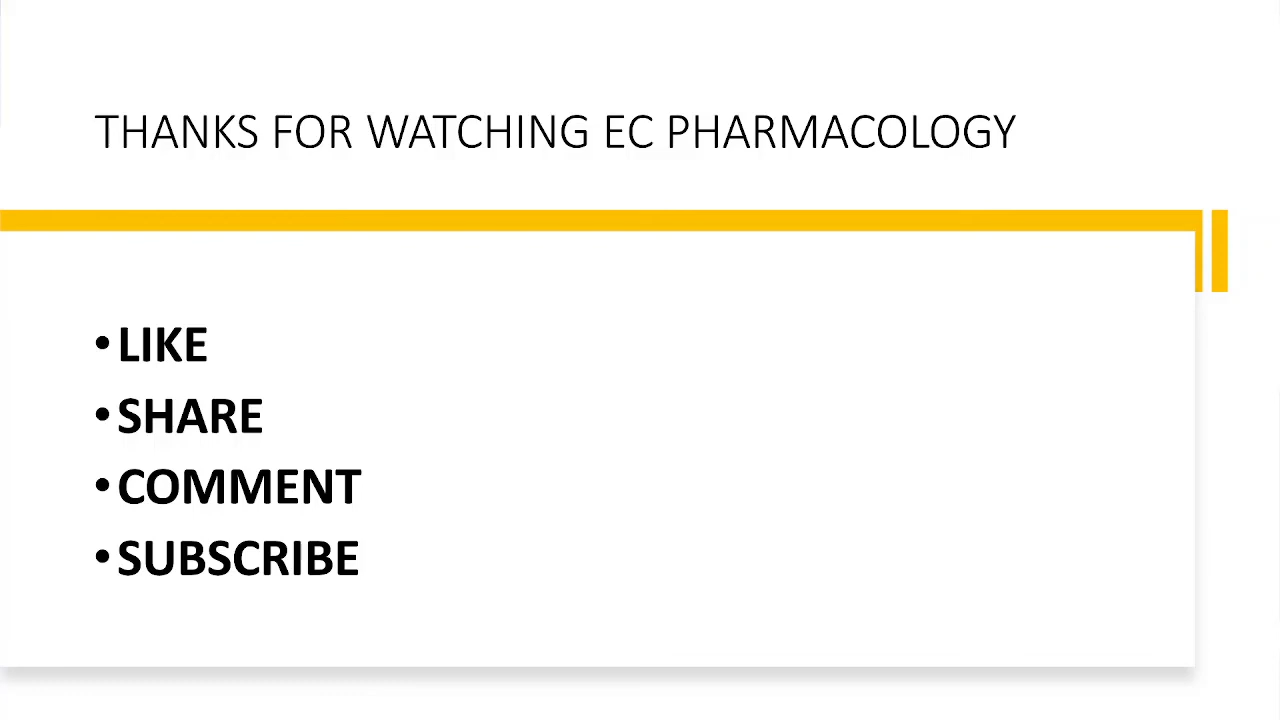 THANKS FOR WATCHING EC PHARMACOLOGY
• LIKE
• SHARE
• COMMENT
• SUBSCRIBE